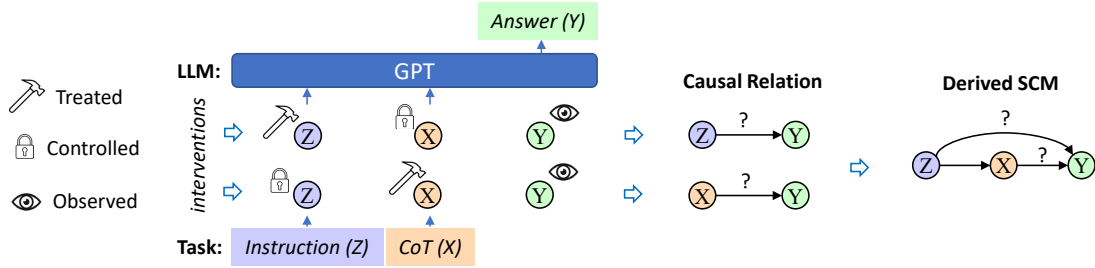 Answer (Y)
LLM: GPT
Causal Relation Derived SCM
Treated
Controlled
Observed
interventions
Z X Y
Z ? Y
Z X Y
X ? Y
?
Z X ? Y
Task: Instruction (Z) CoT (X)